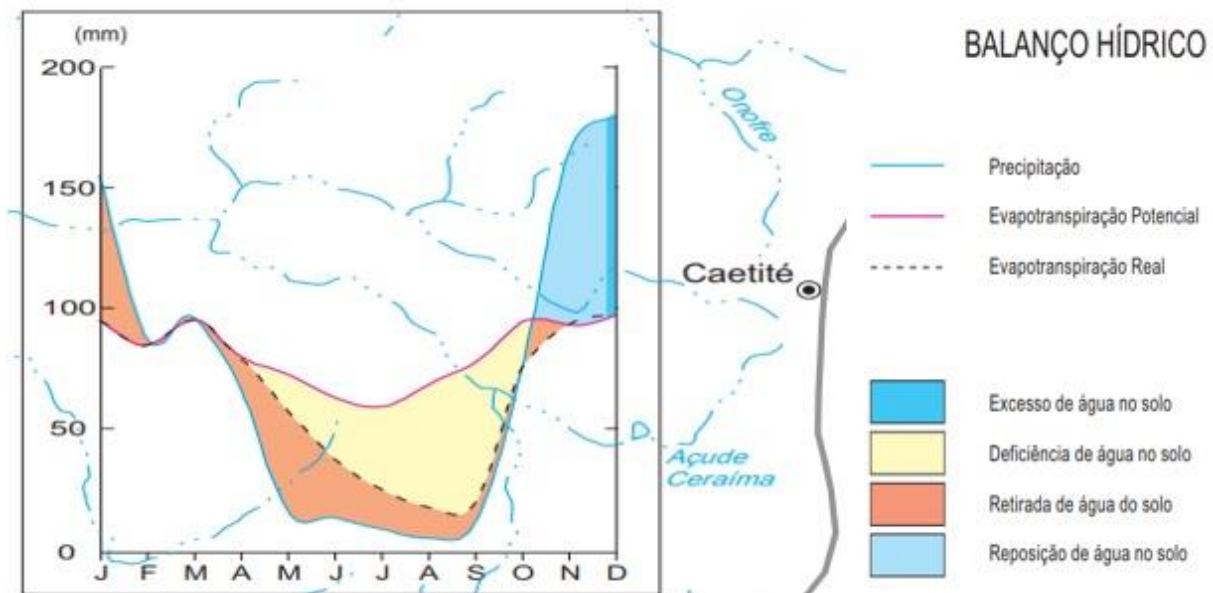 (mm)
200
150
100
50
0
J F M A M J J A S O N D
Onofre
Caetité
Açude
Ceraíma
BALANÇO HÍDRICO
Precipitação
Evapotranspiração Potencial
Evapotranspiração Real
Excesso de água no solo
Deficiência de água no solo
Retirada de água do solo
Reposição de água no solo